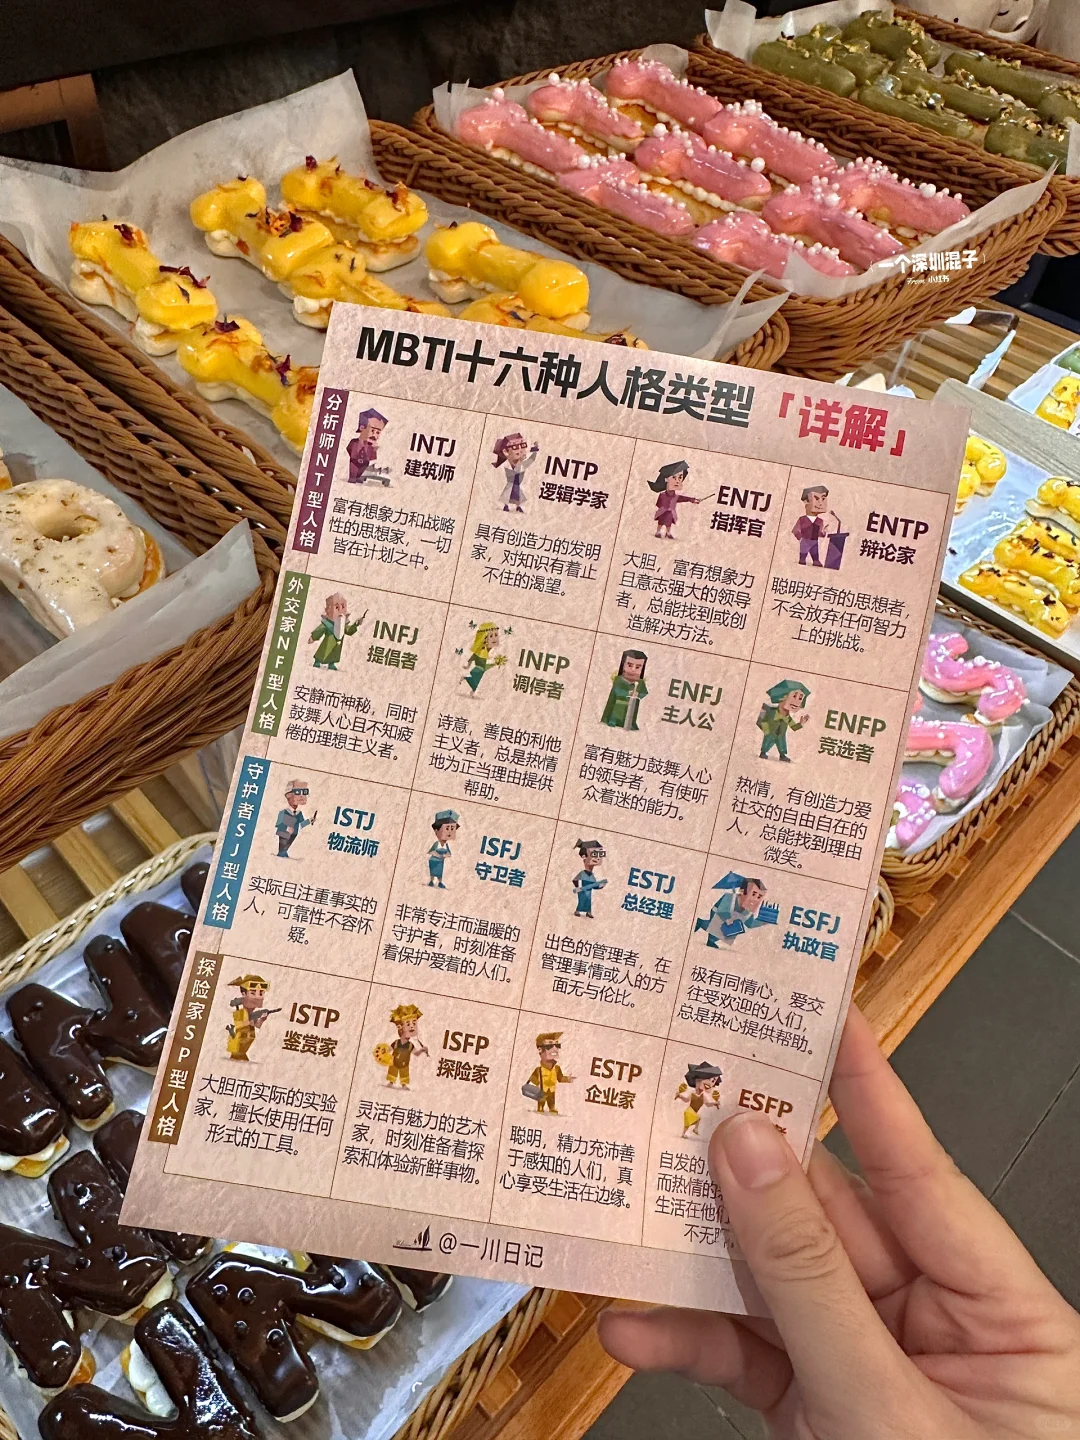 一个深圳混子
From 小红书
MBTI十六种人格类型「详解」
分析师NT型人格
INTJ
建筑师
富有想象力和战略
性的思想家，一切
皆在计划之中。
INTP
逻辑学家
具有创造力的发明
家，对知识有着止
不住的渴望。
ENTJ
指挥官
大胆，富有想象力
且意志强大的领导
者，总能找到或创
造解决方法。
ENTP
辩论家
聪明好奇的思想者，
不会放弃任何智力
上的挑战。
外交家NF型人格
INFJ
提倡者
安静而神秘，同时
鼓舞人心且不知疲
倦的理想主义者。
INFP
调停者
诗意，善良的利他
主义者，总是热情
地为正当理由提供
帮助。
ENFJ
主人公
富有魅力鼓舞人心
的领导者，有使听
众着迷的能力。
ENFP
竞选者
热情，有创造力爱
社交的自由自在的
人，总能找到理由
微笑。
守护者SJ型人格
ISTJ
物流师
实际且注重事实的
人，可靠性不容怀
疑。
ISFJ
守卫者
非常专注而温暖的
守护者，时刻准备
着保护爱着的人们。
ESTJ
总经理
出色的管理者，在
管理事情或人的方
面无与伦比。
ESFJ
执政官
极有同情心，爱交
往受欢迎的人们，
总是热心提供帮助。
探险家SP型人格
ISTP
鉴赏家
大胆而实际的实验
家，擅长使用任何
形式的工具。
ISFP
探险家
灵活有魅力的艺术
家，时刻准备着探
索和体验新鲜事物。
ESTP
企业家
聪明，精力充沛善
于感知的人们，真
心享受生活在边缘。
ESFP
自发的，
而热情的
生活在他们
不无
@一川日记